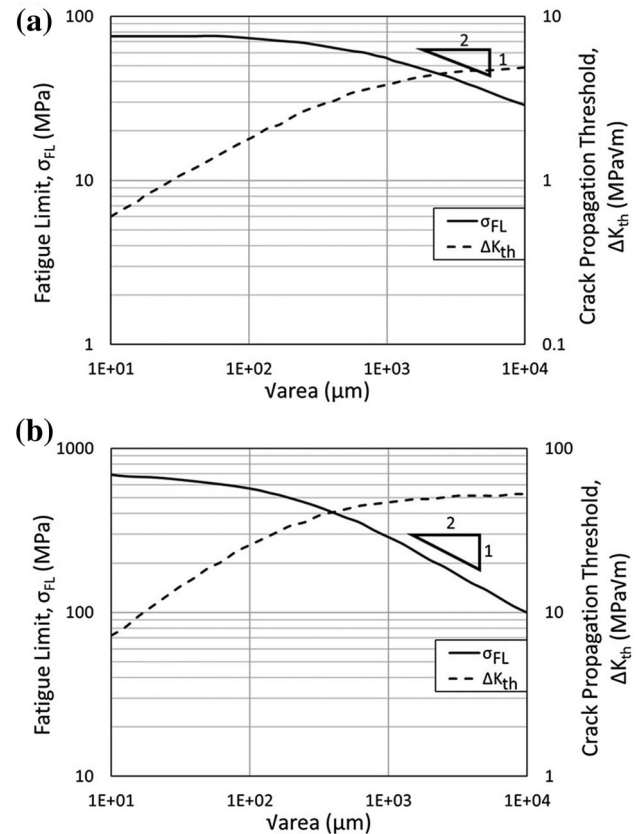 (a)
100
10
1
Fatigue Limit, σFL (MPa)
10
1
0.1
Crack Propagation Threshold,
ΔKth (MPa√m)
2
1
σFL
ΔKth
1E+01
1E+02
1E+03
1E+04
√area (μm)
(b)
1000
100
10
Fatigue Limit, σFL (MPa)
100
10
1
Crack Propagation Threshold,
ΔKth (MPa√m)
2
1
σFL
ΔKth
1E+01
1E+02
1E+03
1E+04
√area (μm)